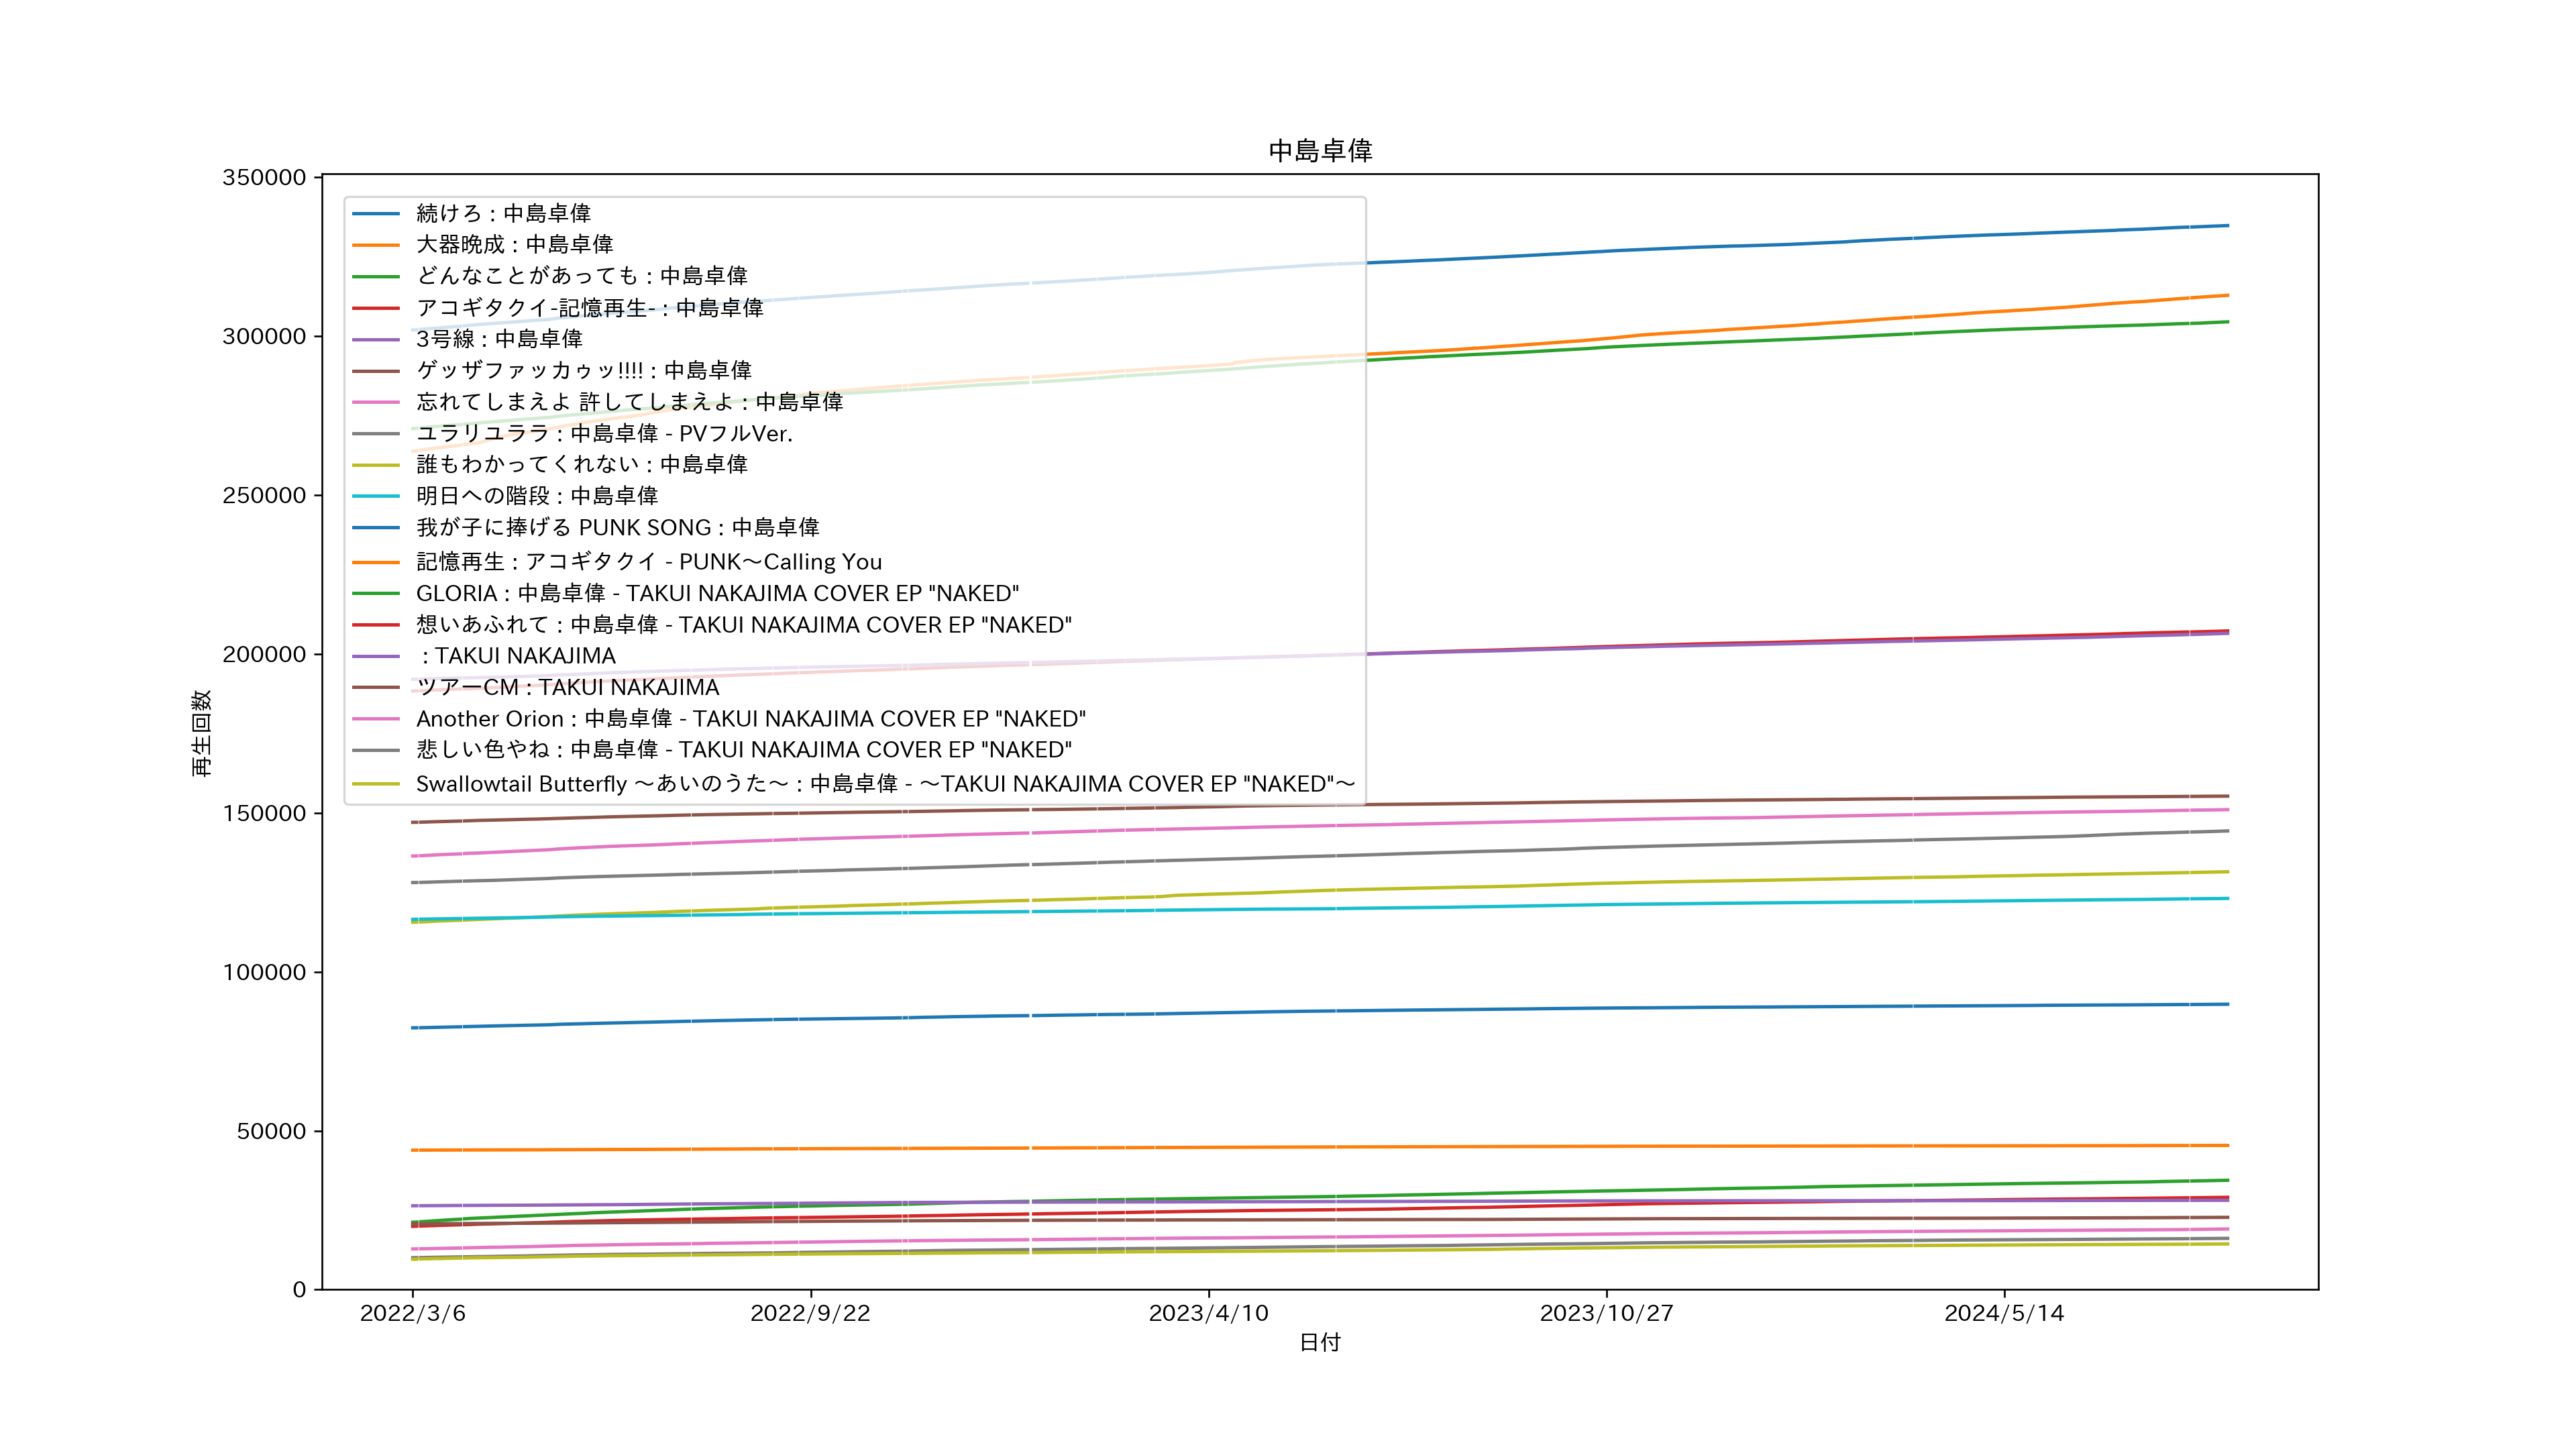 中島卓偉
350000
300000
250000
200000
150000
100000
50000
0
再生回数
続けろ : 中島卓偉
大器晩成 : 中島卓偉
どんなことがあっても : 中島卓偉
アコギタクイ-記憶再生- : 中島卓偉
3号線 : 中島卓偉
ゲッザファッカゥッ!!!! : 中島卓偉
忘れてしまえよ 許してしまえよ : 中島卓偉
ユラリユララ : 中島卓偉 - PVフルVer.
誰もわかってくれない : 中島卓偉
明日への階段 : 中島卓偉
我が子に捧げる PUNK SONG : 中島卓偉
記憶再生 : アコギタクイ - PUNK～Calling You
GLORIA : 中島卓偉 - TAKUI NAKAJIMA COVER EP "NAKED"
想いあふれて : 中島卓偉 - TAKUI NAKAJIMA COVER EP "NAKED"
: TAKUI NAKAJIMA
ツアーCM : TAKUI NAKAJIMA
Another Orion : 中島卓偉 - TAKUI NAKAJIMA COVER EP "NAKED"
悲しい色やね : 中島卓偉 - TAKUI NAKAJIMA COVER EP "NAKED"
Swallowtail Butterfly ～あいのうた～ : 中島卓偉 - ～TAKUI NAKAJIMA COVER EP "NAKED"～
2022/3/6 2022/9/22 2023/4/10 2023/10/27 2024/5/14
日付